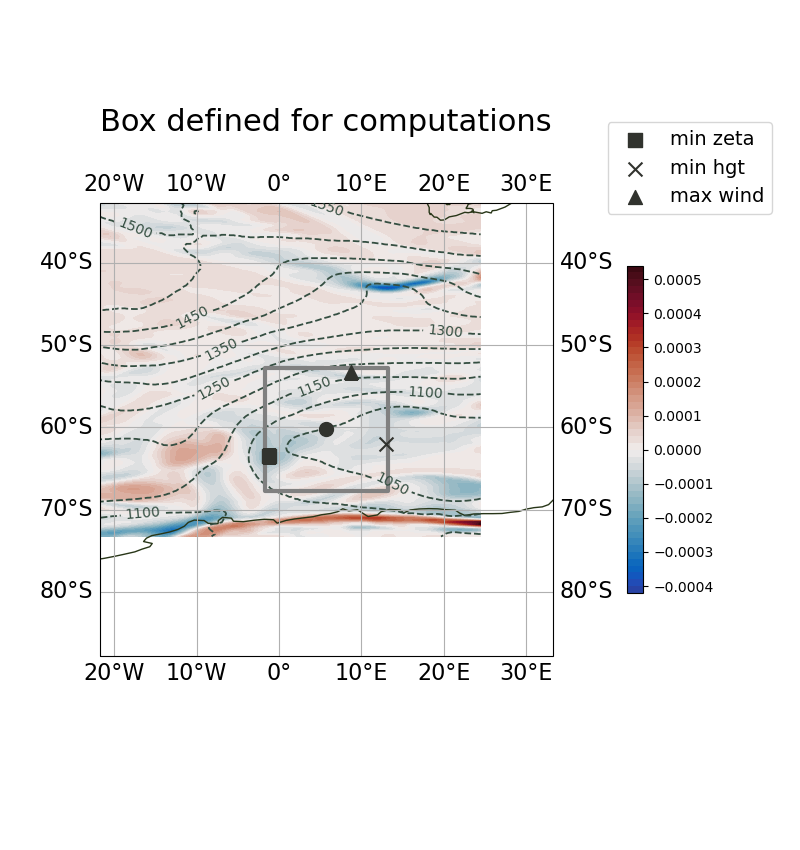 Box defined for computations
min zeta
min hgt
max wind
20°W 10°W 0° 10°E 20°E 30°E
1500
40°S 40°S
0.0005
0.0004
1450
0.0003
1300
50°S 50°S
1350
0.0002
1250
1150
1100
0.0001
60°S 60°S
0.0000
1050
−0.0001
70°S 70°S
1100
−0.0002
−0.0003
80°S 80°S
−0.0004
20°W 10°W 0° 10°E 20°E 30°E